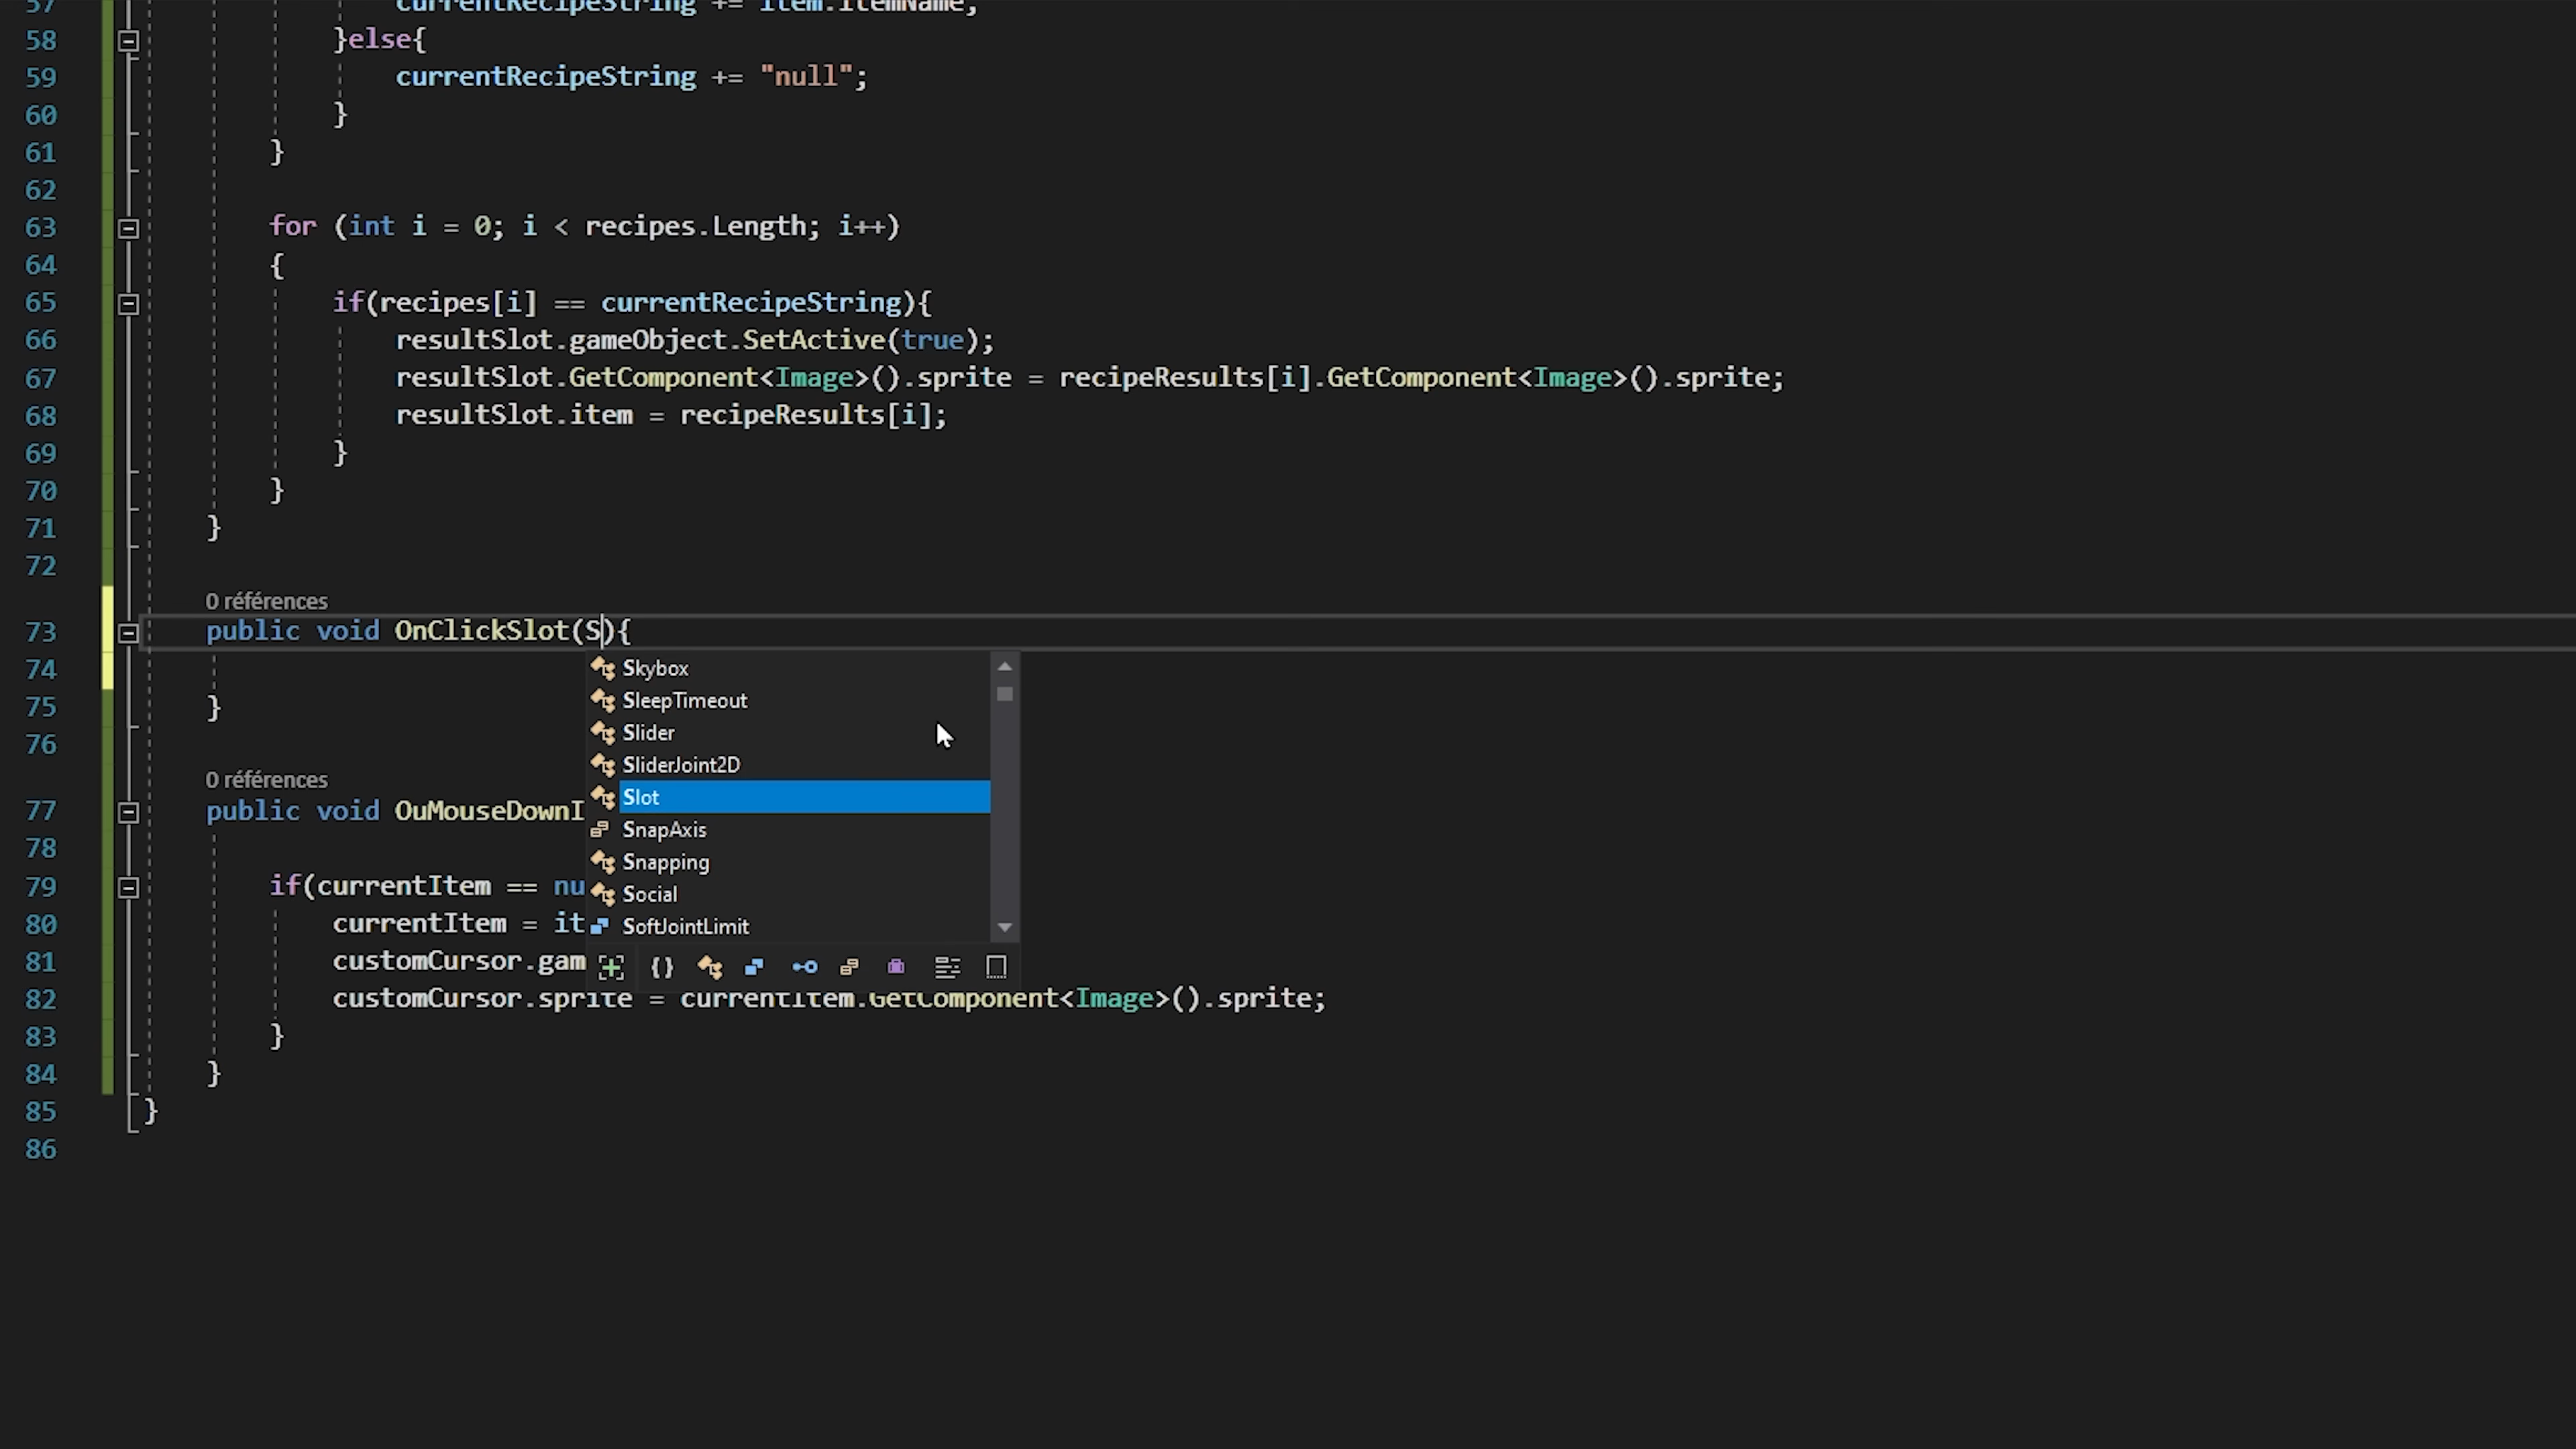 57 currentRecipeString += item.itemName;
58 }else{
59 currentRecipeString += "null";
60 }
61 }
62
63 for (int i = 0; i < recipes.Length; i++)
64 {
65 if(recipes[i] == currentRecipeString){
66 resultSlot.gameObject.SetActive(true);
67 resultSlot.GetComponent<Image>().sprite = recipeResults[i].GetComponent<Image>().sprite;
68 resultSlot.item = recipeResults[i];
69 }
70 }
71 }
72
0 références
73 public void OnClickSlot(S){
74
75 }
76
Skybox
SleepTimeout
Slider
SliderJoint2D
Slot
SnapAxis
Snapping
Social
SoftJointLimit
0 références
77 public void OuMouseDownI
78
79 if(currentItem == nu
80 currentItem = it
81 customCursor.gam
82 customCursor.sprite = currentItem.GetComponent<Image>().sprite;
83 }
84 }
85 }
86